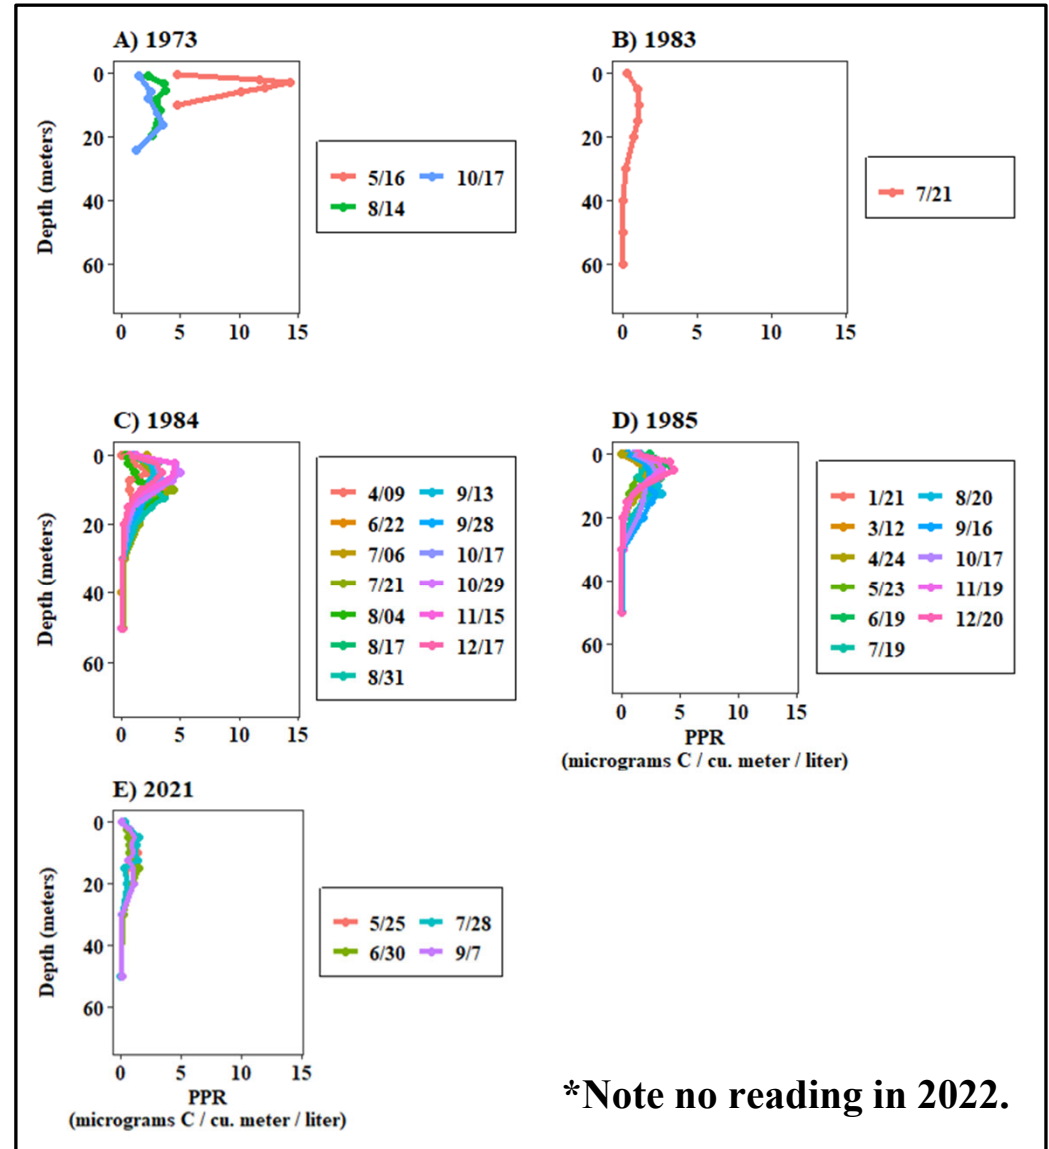 A) 1973
0
20
40
60
Depth (meters)
0 5 10 15
5/16 10/17
8/14
B) 1983
0
20
40
60
0 5 10 15
7/21
C) 1984
0
20
40
60
Depth (meters)
0 5 10 15
4/09 9/13
6/22 9/28
7/06 10/17
7/21 10/29
8/04 11/15
8/17 12/17
8/31
D) 1985
0
20
40
60
0 5 10 15
PPR
(micrograms C / cu. meter / liter)
1/21 8/20
3/12 9/16
4/24 10/17
5/23 11/19
6/19 12/20
7/19
E) 2021
0
20
40
60
Depth (meters)
0 5 10 15
PPR
(micrograms C / cu. meter / liter)
5/25 7/28
6/30 9/7
*Note no reading in 2022.